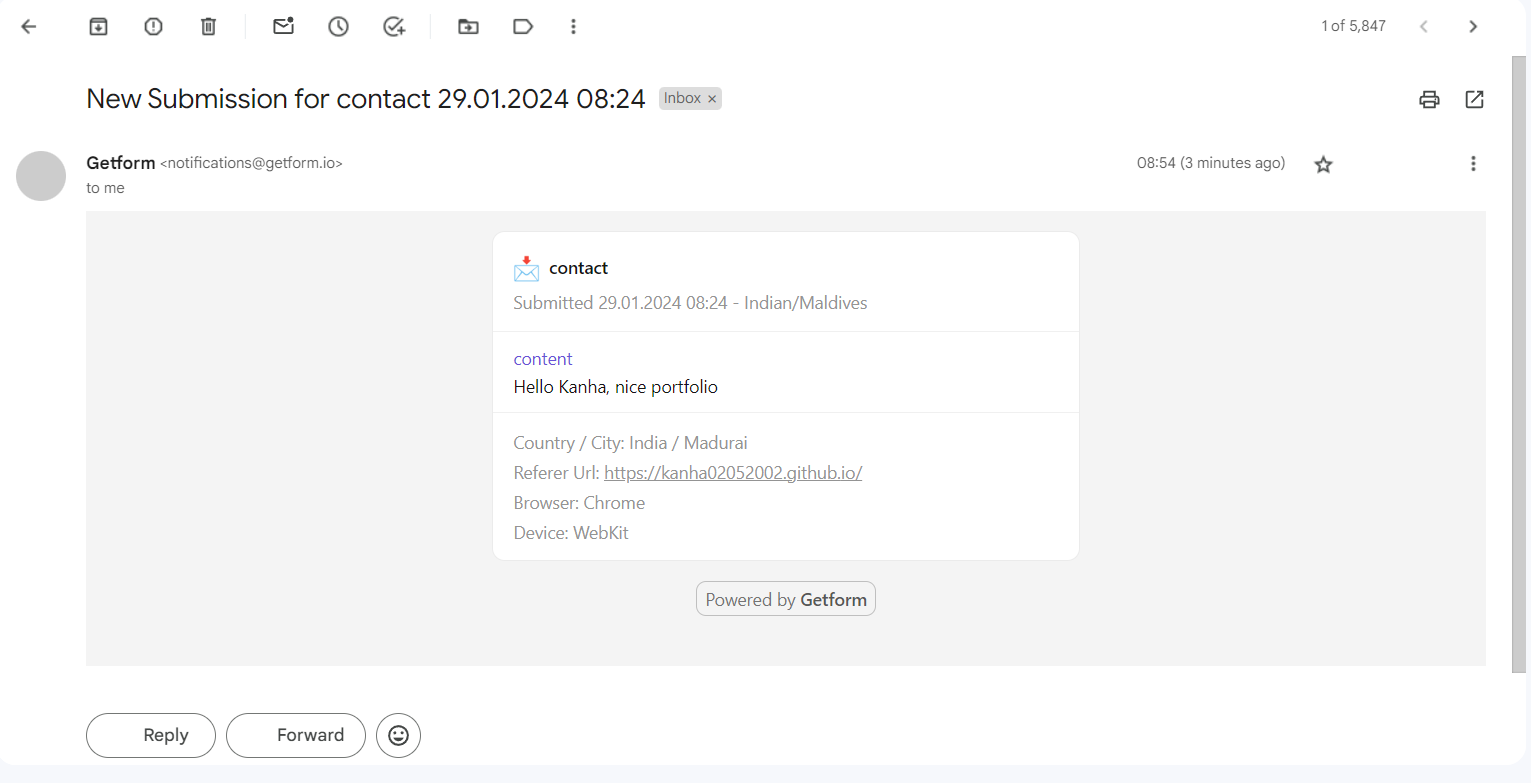 1 of 5,847
New Submission for contact 29.01.2024 08:24 Inbox ×
Getform <notifications@getform.io> 08:54 (3 minutes ago)
to me
contact
Submitted 29.01.2024 08:24 - Indian/Maldives
content
Hello Kanha, nice portfolio
Country / City: India / Madurai
Referer Url: https://kanha02052002.github.io/
Browser: Chrome
Device: WebKit
Powered by Getform
Reply Forward